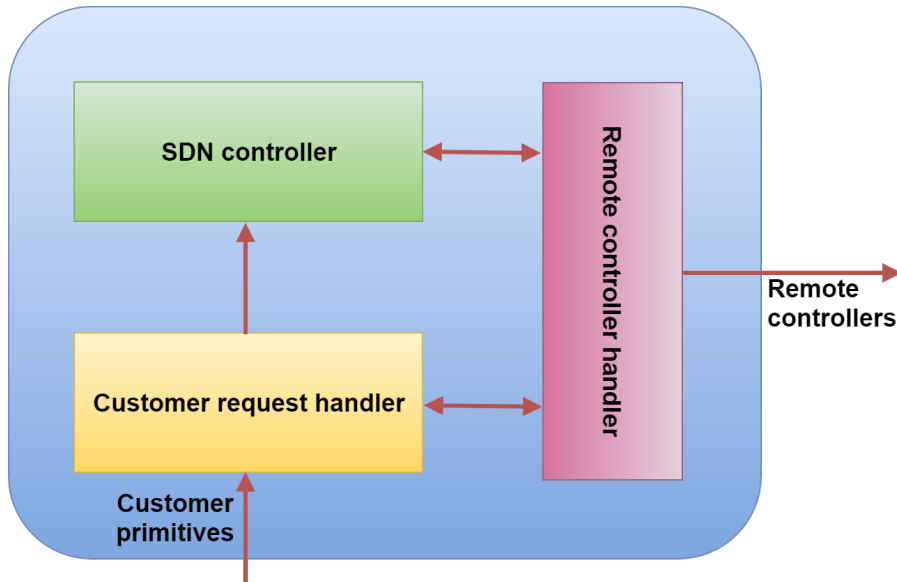 SDN controller
Remote controller handler
Remote
controllers
Customer request handler
Customer
primitives